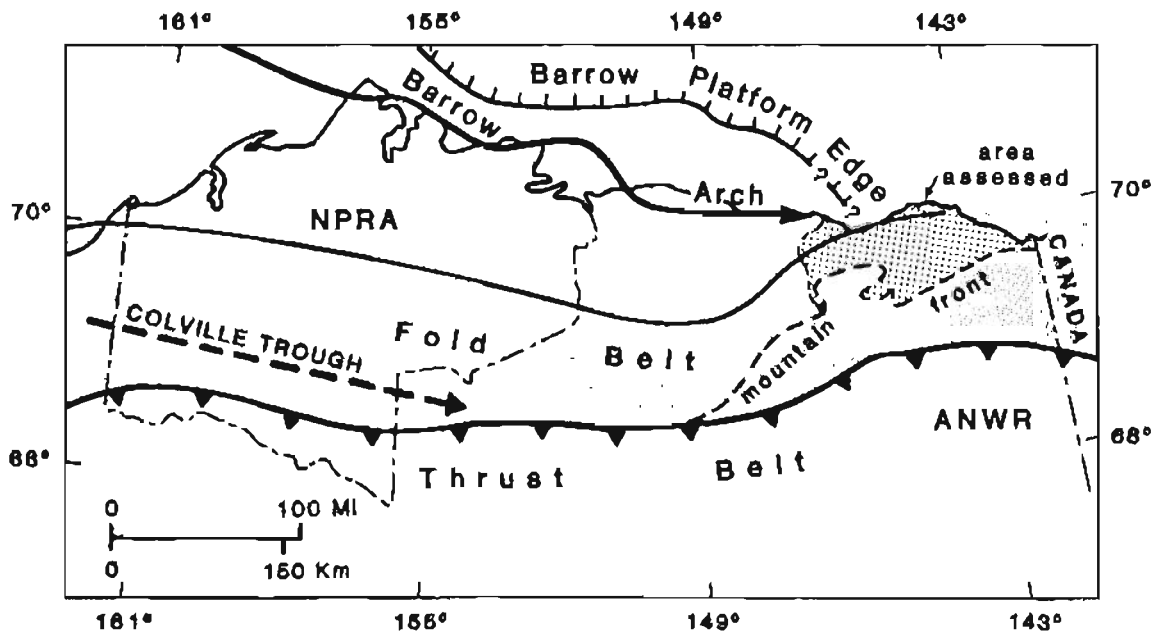 161° 155° 149° 143°
Barrow Platform Edge
Barrow Arch
? ?
area
assessed
70° 70°
NPRA
CANADA
front
COLVILLE TROUGH
Fold Belt
mountain
ANWR
68° 68°
Thrust Belt
0 100 MI
0 150 Km
161° 155° 149° 143°